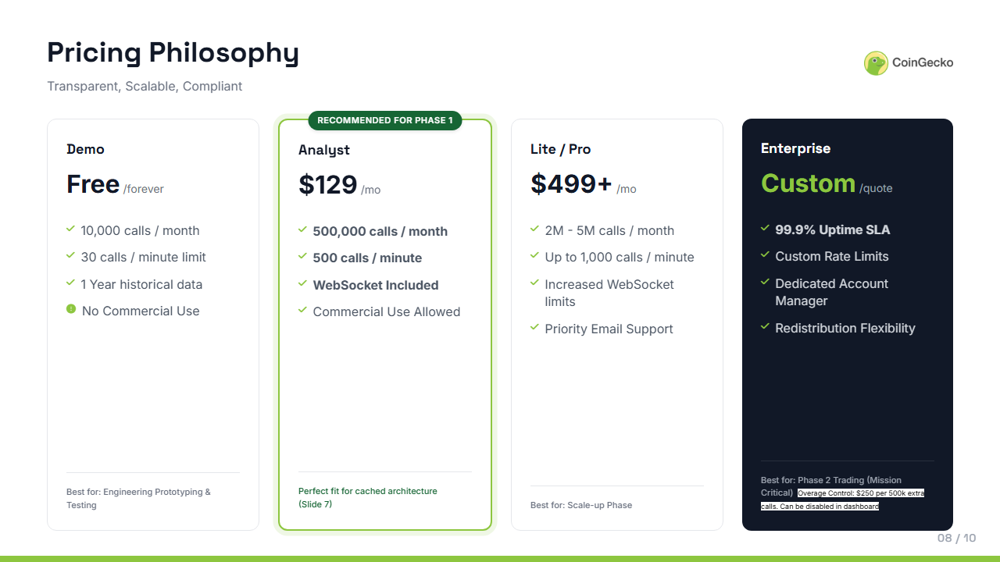 Pricing Philosophy
Transparent, Scalable, Compliant
CoinGecko
Demo
Free /forever
10,000 calls / month
30 calls / minute limit
1 Year historical data
No Commercial Use
Best for: Engineering Prototyping &
Testing
RECOMMENDED FOR PHASE 1
Analyst
$129 /mo
500,000 calls / month
500 calls / minute
WebSocket Included
Commercial Use Allowed
Perfect fit for cached architecture
(Slide 7)
Lite / Pro
$499+ /mo
2M - 5M calls / month
Up to 1,000 calls / minute
Increased WebSocket
limits
Priority Email Support
Best for: Scale-up Phase
Enterprise
Custom /quote
99.9% Uptime SLA
Custom Rate Limits
Dedicated Account
Manager
Redistribution Flexibility
Best for: Phase 2 Trading (Mission
Critical) Overage Control: $250 per 500k extra
calls. Can be disabled in dashboard
08 / 10